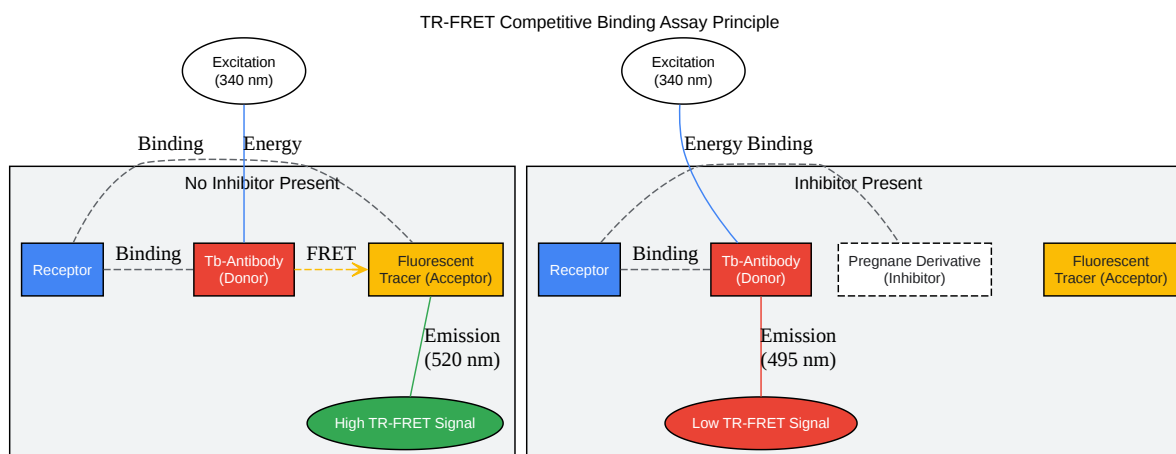 TR-FRET Competitive Binding Assay Principle
Excitation
(340 nm)
Binding
Energy
No Inhibitor Present
Receptor
Binding
Tb-Antibody
(Donor)
FRET
Fluorescent
Tracer (Acceptor)
Emission
(520 nm)
High TR-FRET Signal
Excitation
(340 nm)
Energy
Binding
Inhibitor Present
Receptor
Binding
Tb-Antibody
(Donor)
Pregnane Derivative
(Inhibitor)
Fluorescent
Tracer (Acceptor)
Emission
(495 nm)
Low TR-FRET Signal